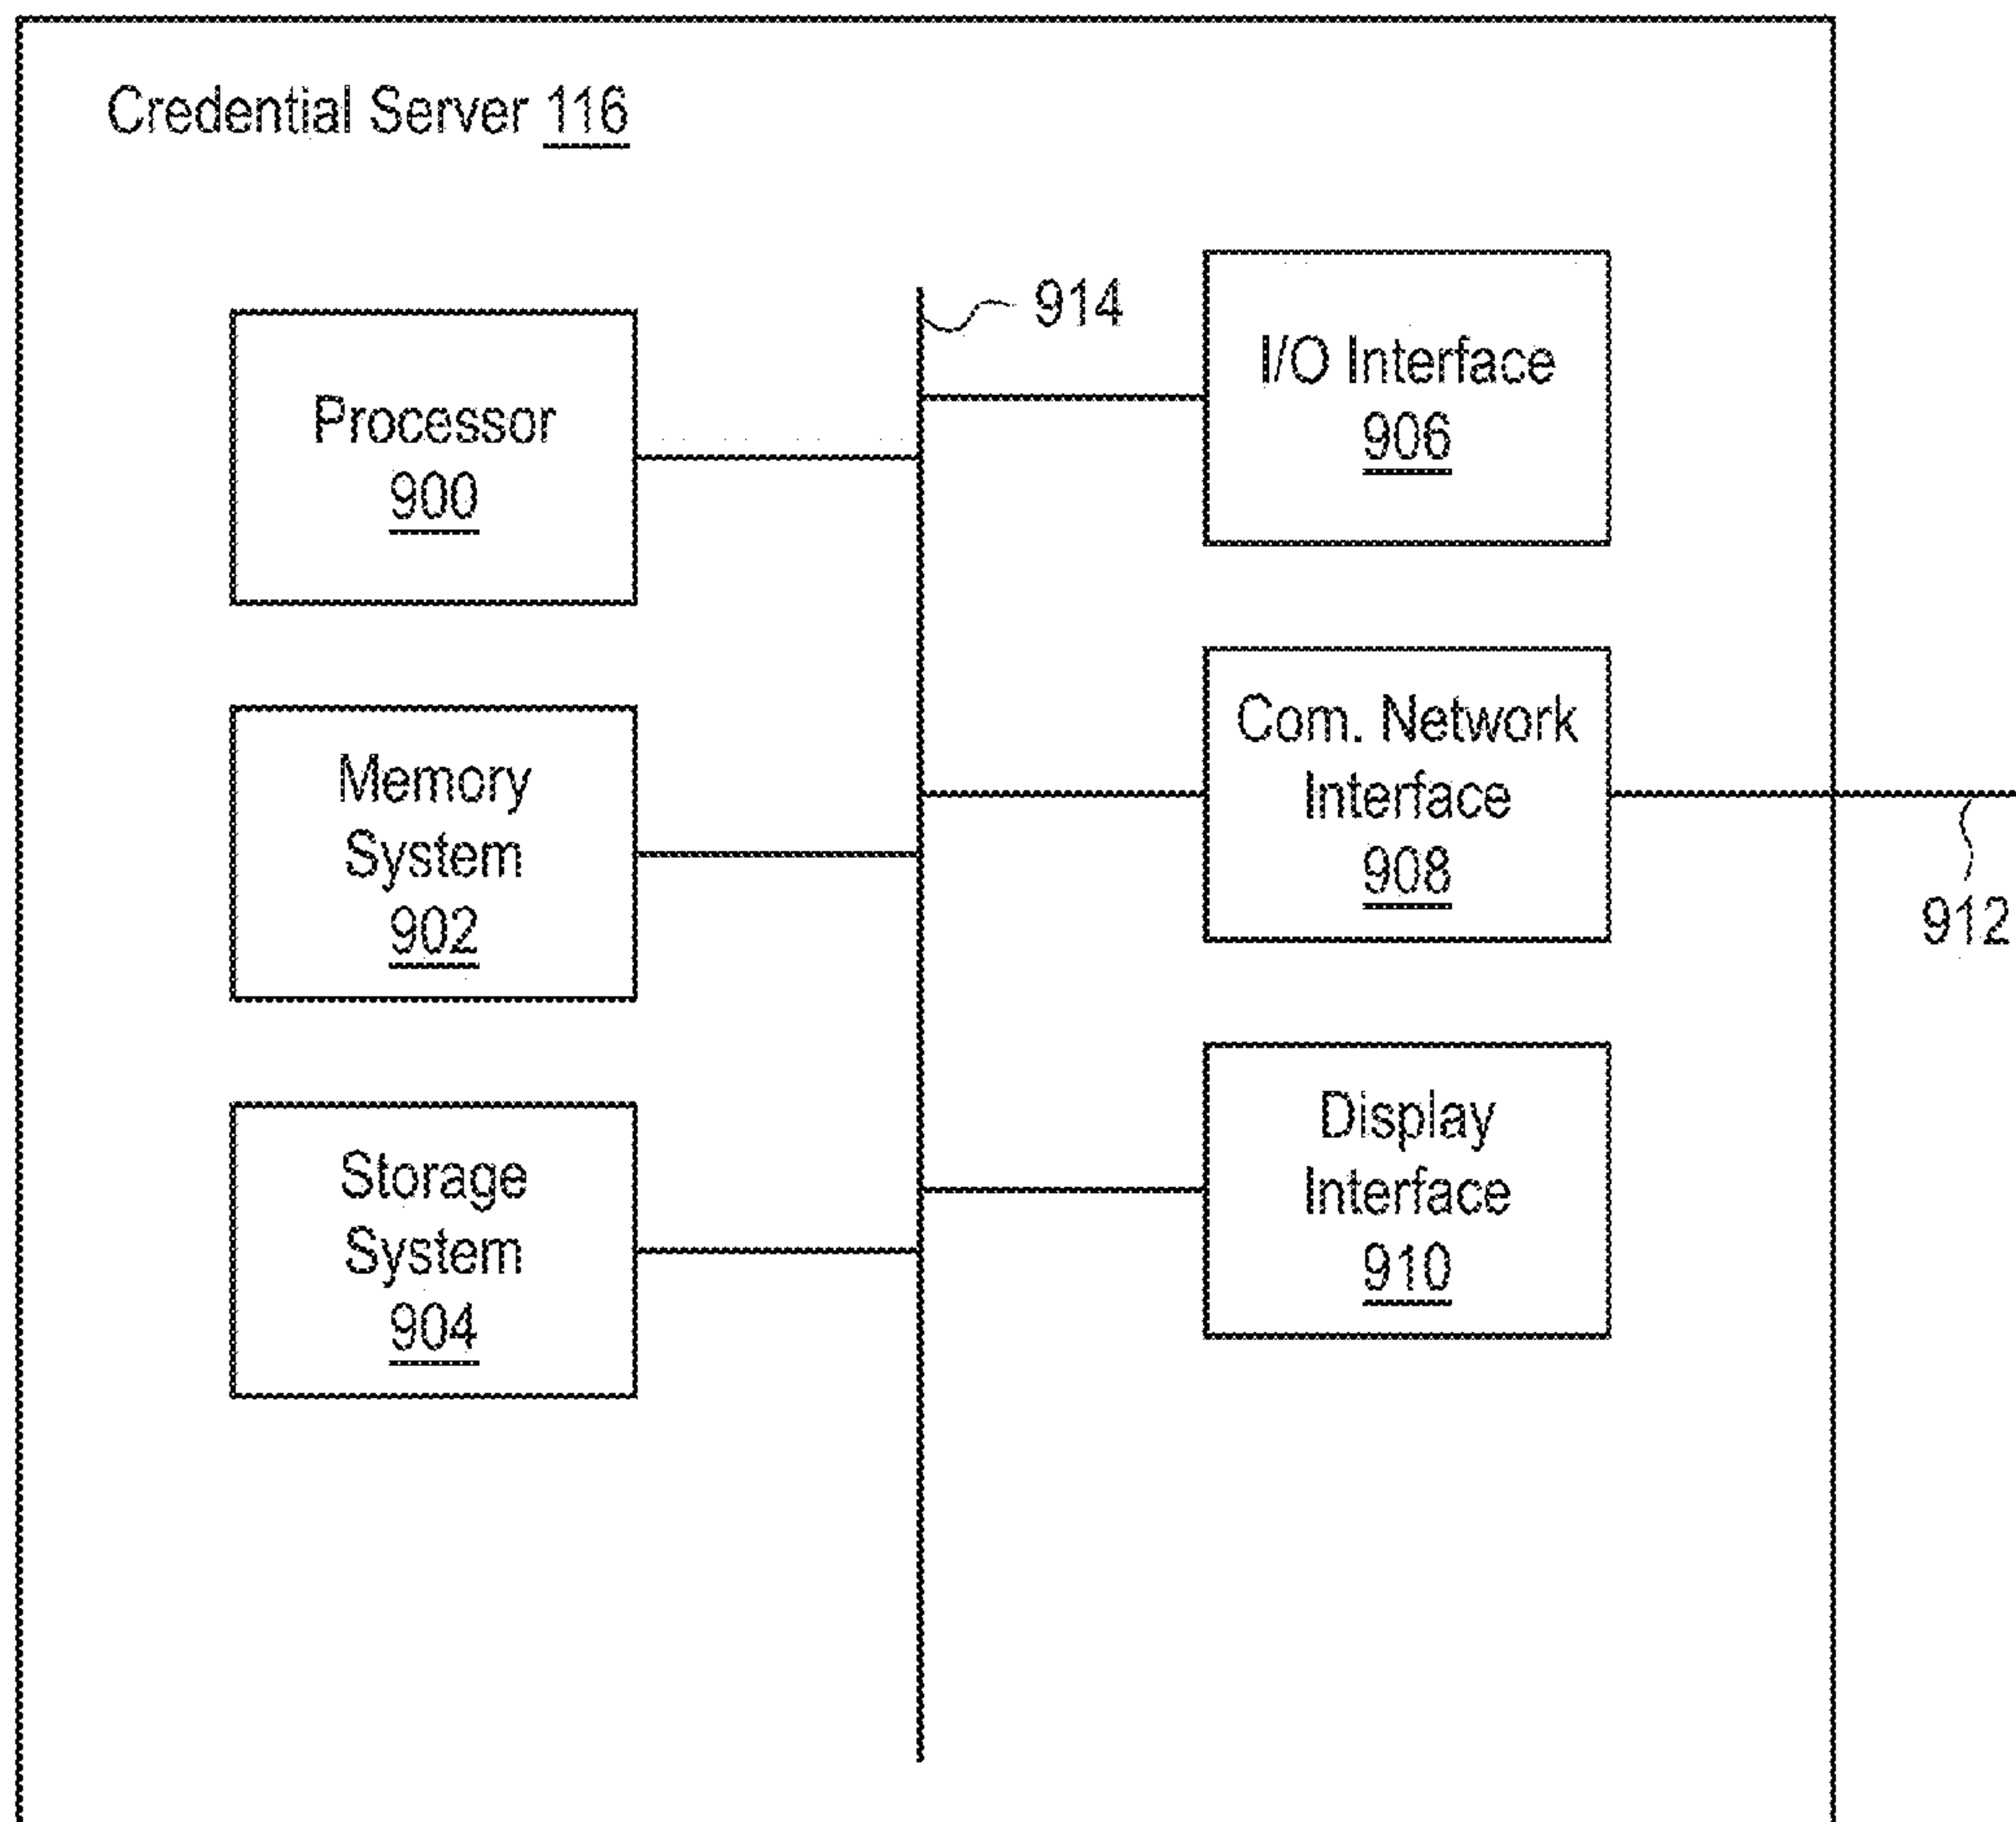 Credential Server 116
914
Processor
900
I/O Interface
906
Memory
System
902
Com. Network
Interface
908
912
Storage
System
904
Display
Interface
910